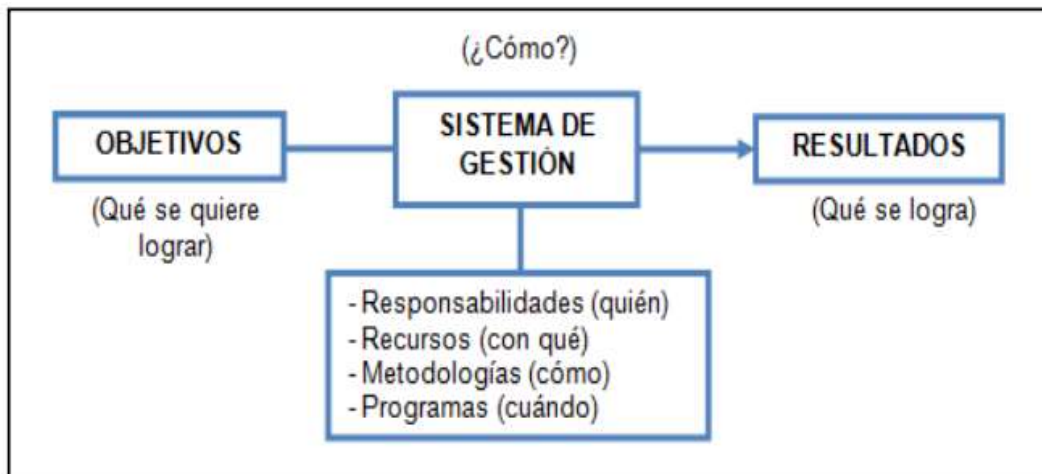 (¿Cómo?)
OBJETIVOS
SISTEMA DE
GESTIÓN
RESULTADOS
(Qué se quiere
lograr)
(Qué se logra)
- Responsabilidades (quién)
- Recursos (con qué)
- Metodologías (cómo)
- Programas (cuándo)